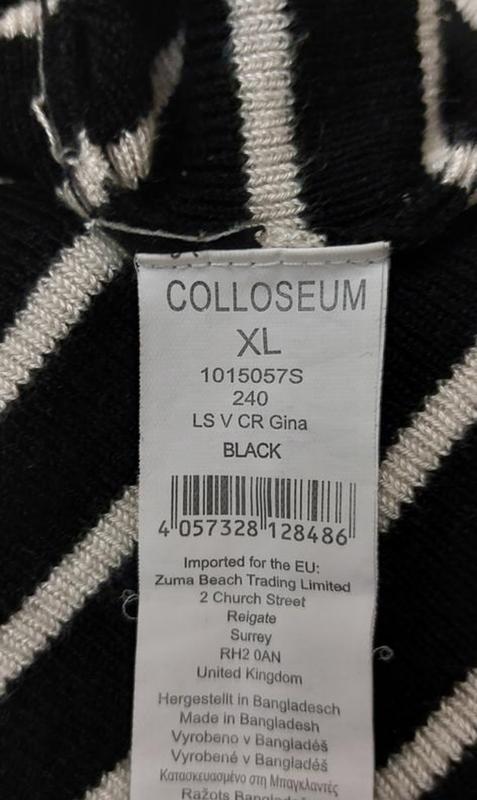 COLLOSEUM
XL
1015057S
240
LS V CR Gina
BLACK
4 057328 128486
Imported for the EU:
Zuma Beach Trading Limited
2 Church Street
Reigate
Surrey
RH2 0AN
United Kingdom
Hergestellt in Bangladesch
Made in Bangladesh
Vyrobeno v Bangladéš
Vyrobené v Bangladéš
Κατασκευασμένο στη Μπαγκλαντές
Ražots